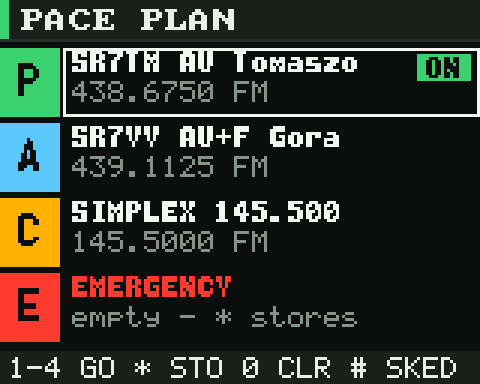 PACE PLAN
P
SR7TM AV Tomaszo
ON
438.6750 FM
A
SR7VV AV+F Gora
439.1125 FM
C
SIMPLEX 145.500
145.5000 FM
E
EMERGENCY
empty - * stores
1-4 GO * STO 0 CLR # SKED